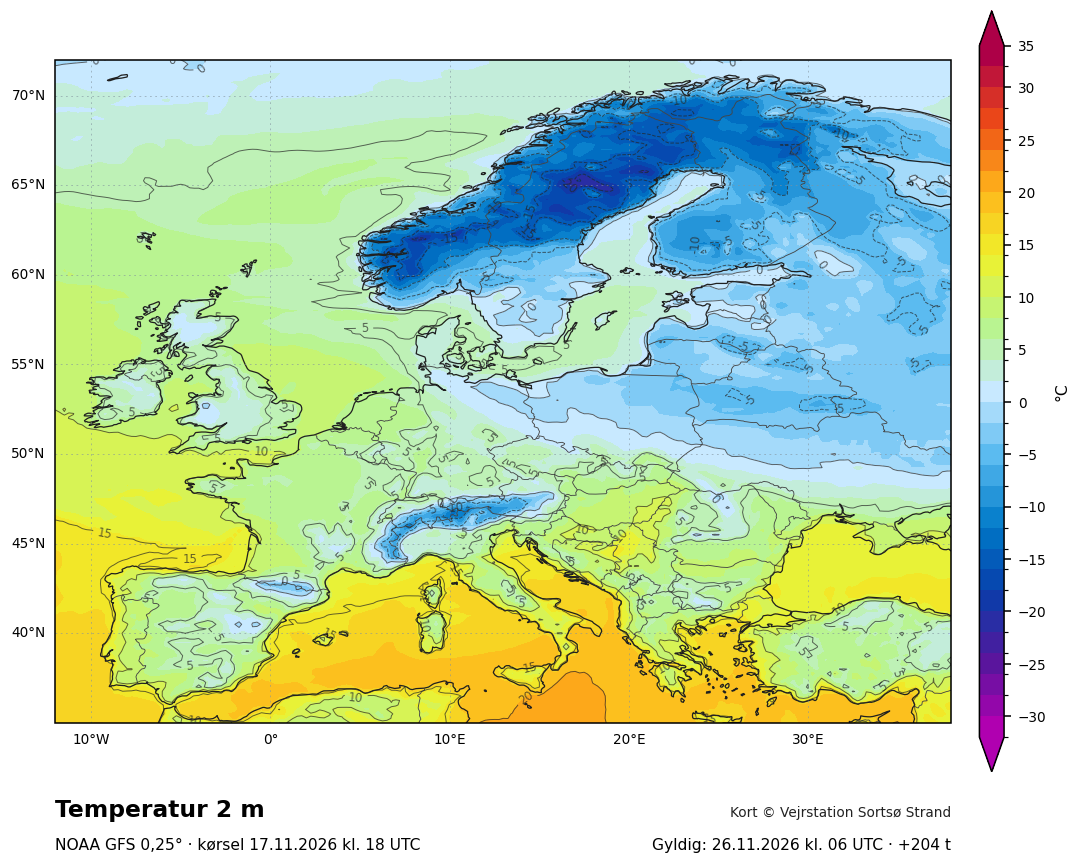 35
30
25
20
15
10
5
0
−5
−10
−15
−20
−25
−30
°C
70°N
65°N
60°N
55°N
50°N
45°N
40°N
10°W
0°
10°E
20°E
30°E
Temperatur 2 m
Kort © Vejrstation Sortsø Strand
NOAA GFS 0,25° · kørsel 17.11.2026 kl. 18 UTC
Gyldig: 26.11.2026 kl. 06 UTC · +204 t